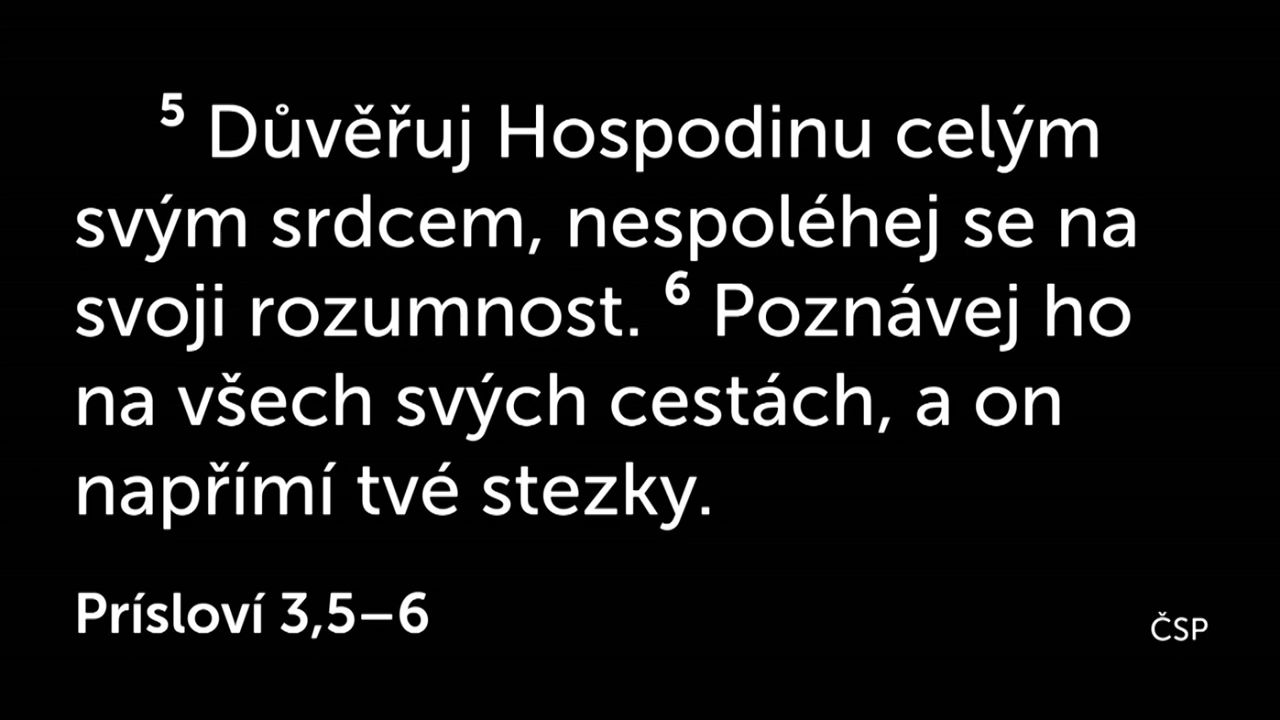 ⁵ Důvěřuj Hospodinu celým
svým srdcem, nespoléhej se na
svoji rozumnost. ⁶ Poznávej ho
na všech svých cestách, a on
napřímí tvé stezky.
Prísloví 3,5–6
ČSP